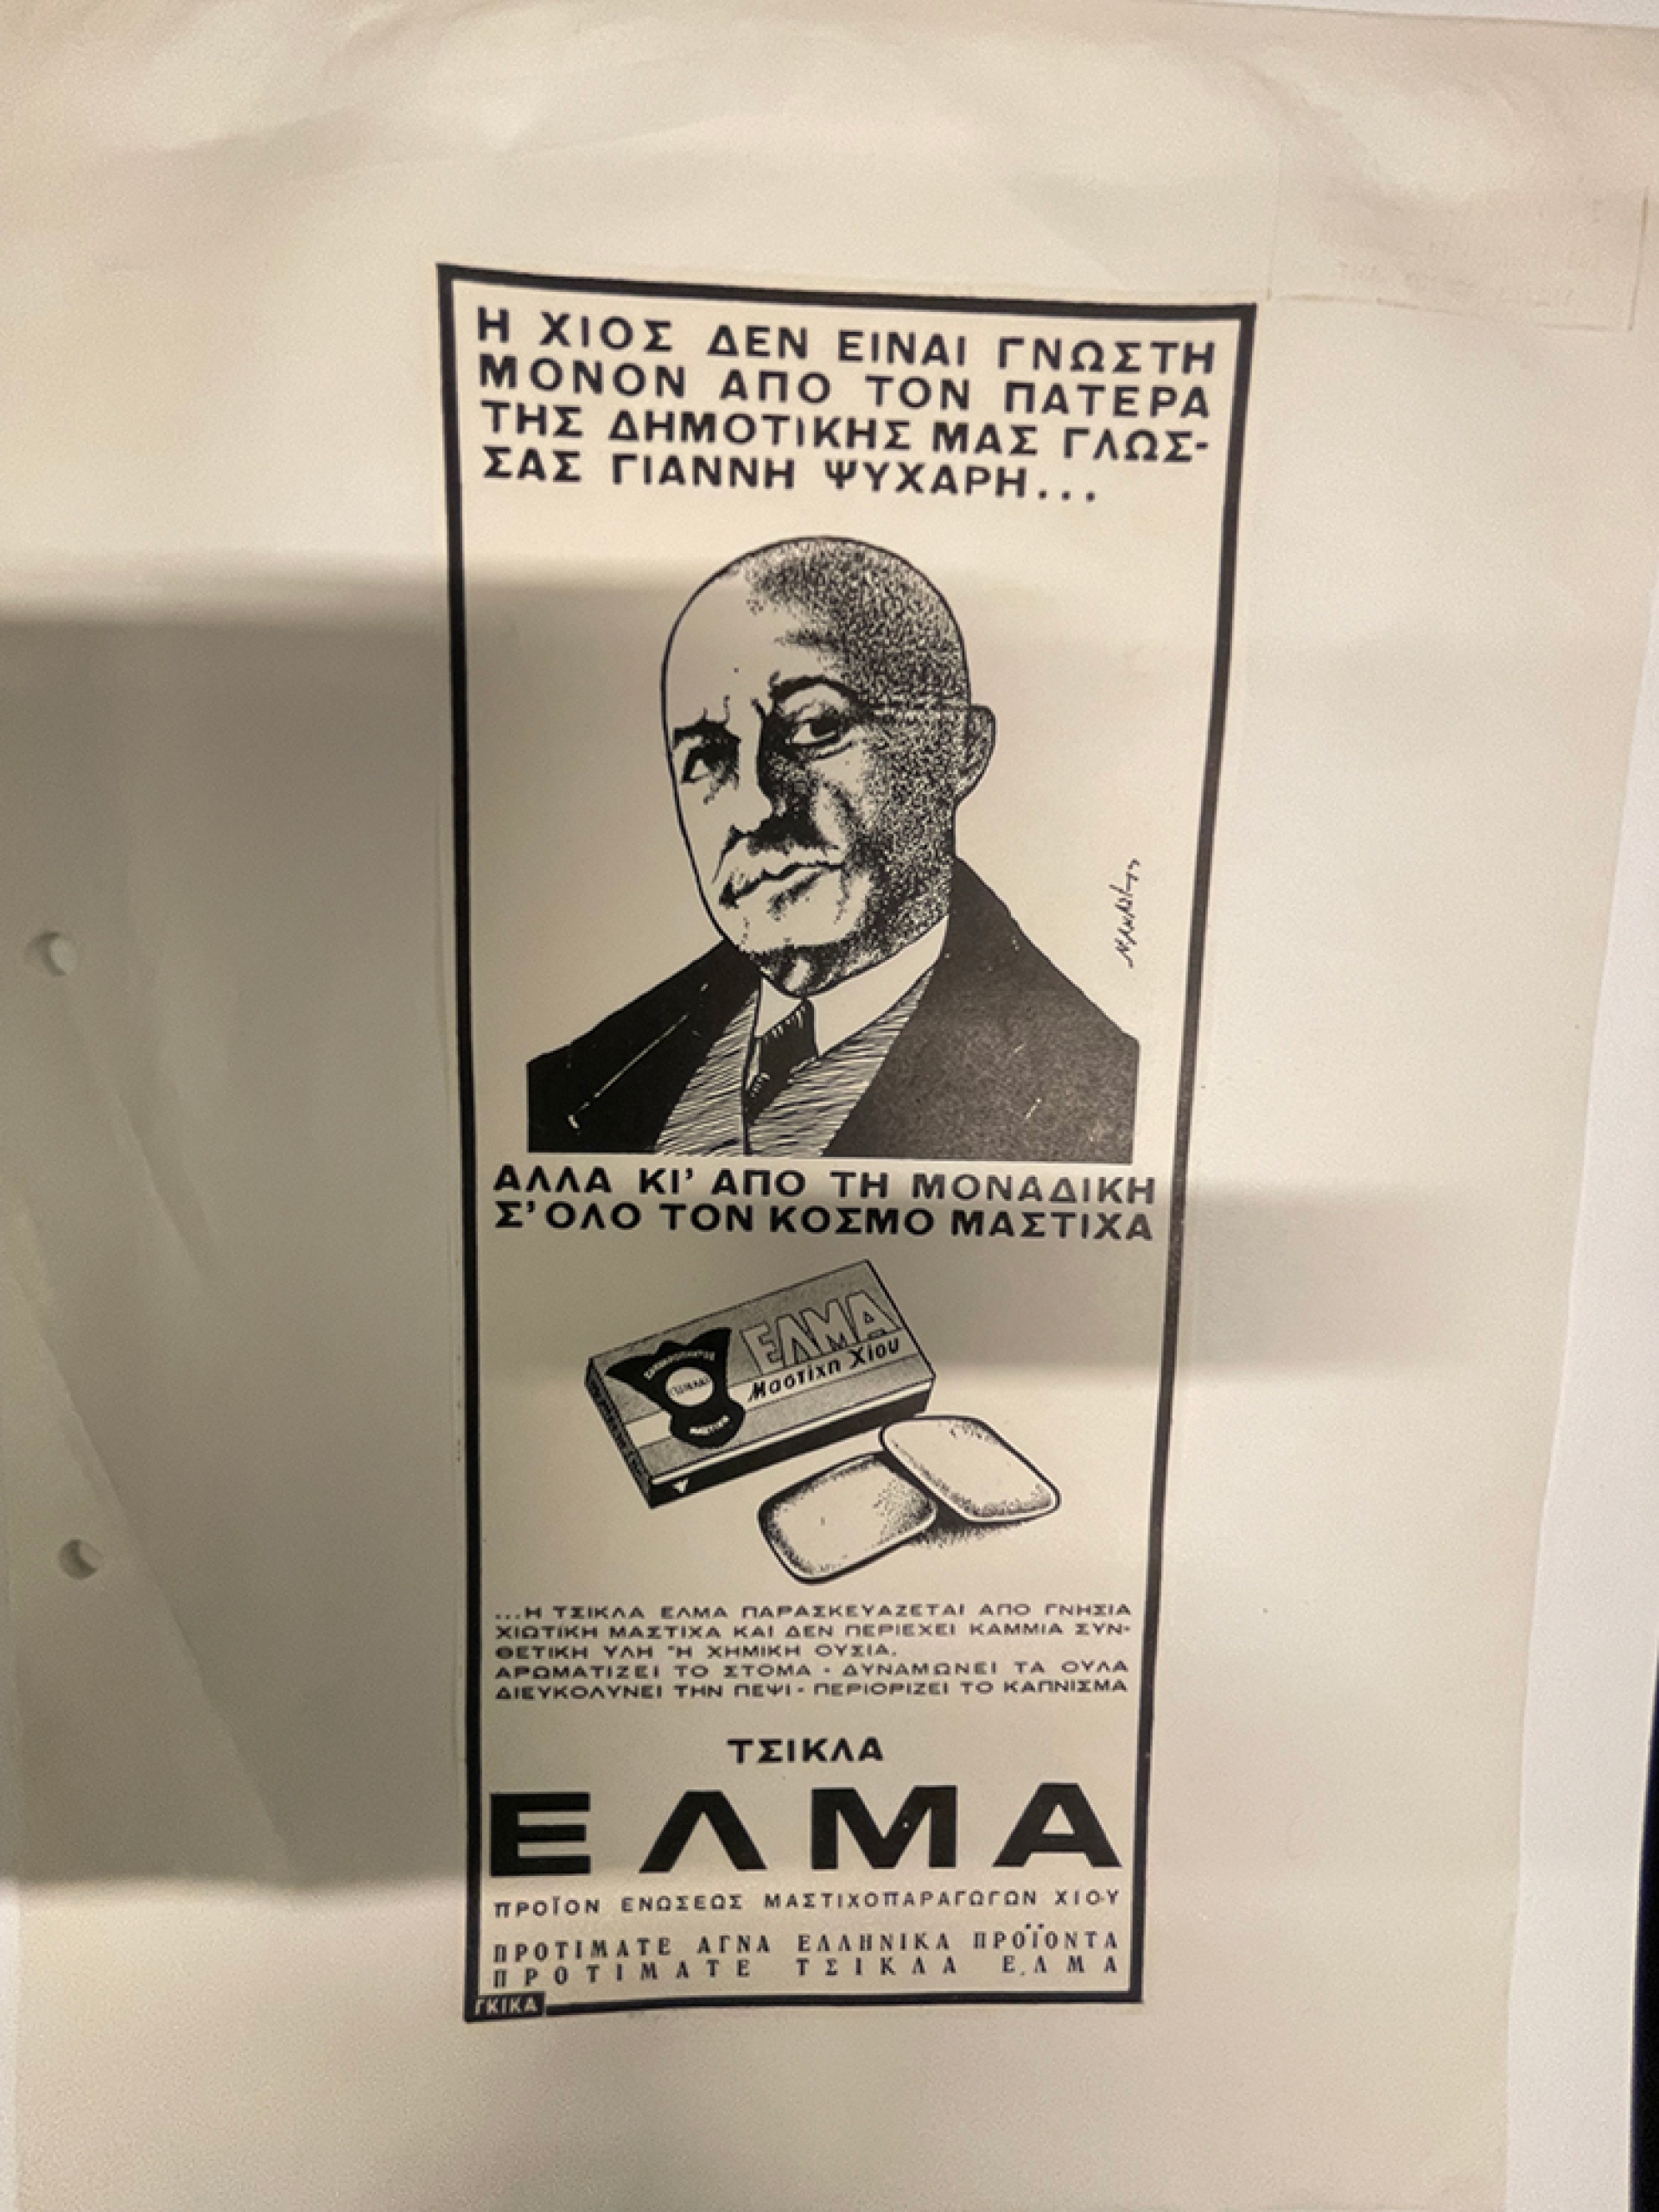 Η ΧΙΟΣ ΔΕΝ ΕΙΝΑΙ ΓΝΩΣΤΗ
ΜΟΝΟΝ ΑΠΟ ΤΟΝ ΠΑΤΕΡΑ
ΤΗΣ ΔΗΜΟΤΙΚΗΣ ΜΑΣ ΓΛΩΣ-
ΣΑΣ ΓΙΑΝΝΗ ΨΥΧΑΡΗ...
ΑΛΛΑ ΚΙ' ΑΠΟ ΤΗ ΜΟΝΑΔΙΚΗ
Σ' ΟΛΟ ΤΟΝ ΚΟΣΜΟ ΜΑΣΤΙΧΑ
ΕΛΜΑ
Μαστίχη Χίου
...Η ΤΣΙΚΛΑ ΕΛΜΑ ΠΑΡΑΣΚΕΥΑΖΕΤΑΙ ΑΠΟ ΓΝΗΣΙΑ
ΧΙΩΤΙΚΗ ΜΑΣΤΙΧΑ ΚΑΙ ΔΕΝ ΠΕΡΙΕΧΕΙ ΚΑΜΜΙΑ ΣΥΝ-
ΘΕΤΙΚΗ ΥΛΗ Ή ΧΗΜΙΚΗ ΟΥΣΙΑ.
ΑΡΩΜΑΤΙΖΕΙ ΤΟ ΣΤΟΜΑ - ΔΥΝΑΜΩΝΕΙ ΤΑ ΟΥΛΑ
ΔΙΕΥΚΟΛΥΝΕΙ ΤΗΝ ΠΕΨΙ - ΠΕΡΙΟΡΙΖΕΙ ΤΟ ΚΑΠΝΙΣΜΑ
ΤΣΙΚΛΑ
ΕΛΜΑ
ΠΡΟΪΟΝ ΕΝΩΣΕΩΣ ΜΑΣΤΙΧΟΠΑΡΑΓΩΓΩΝ ΧΙΟΥ
ΠΡΟΤΙΜΑΤΕ ΑΓΝΑ ΕΛΛΗΝΙΚΑ ΠΡΟΪΟΝΤΑ
ΠΡΟΤΙΜΑΤΕ ΤΣΙΚΛΑ ΕΛΜΑ
ΓΚΙΚΑ